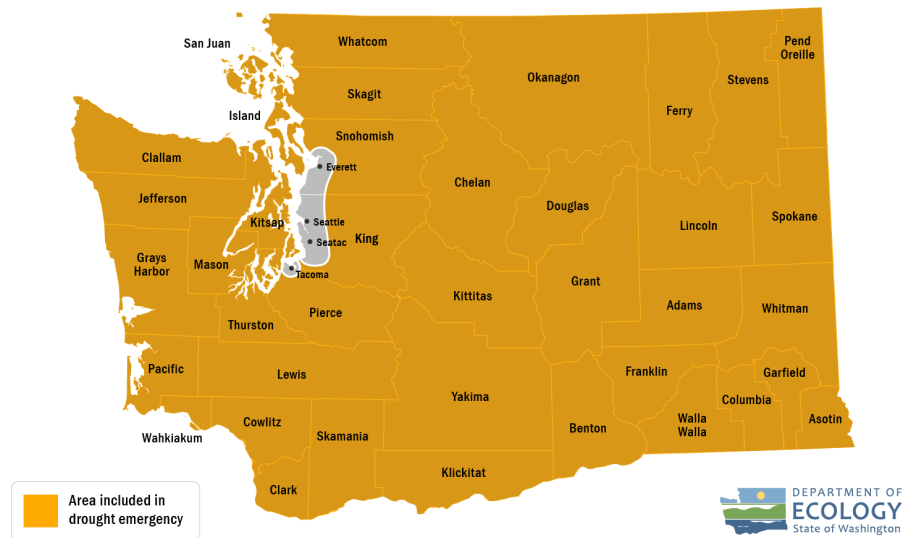 San Juan
Whatcom
Pend
Oreille
Okanagon
Stevens
Skagit
Ferry
Island
Snohomish
Clallam
Everett
Chelan
Jefferson
Douglas
Spokane
Lincoln
Kitsap
Seattle
King
Seatac
Grays
Harbor
Mason
Tacoma
Grant
Kittitas
Adams
Whitman
Pierce
Thurston
Pacific
Lewis
Franklin
Garfield
Yakima
Columbia
Cowlitz
Walla
Walla
Asotin
Benton
Wahkiakum
Skamania
Klickitat
Clark
Area included in
drought emergency
DEPARTMENT OF
ECOLOGY
State of Washington